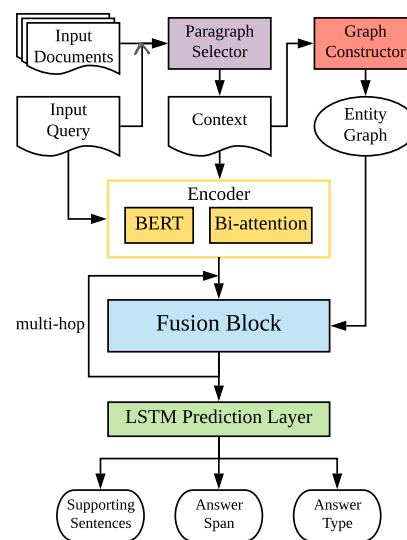 Input
Documents
Paragraph
Selector
Graph
Constructor
Input
Query
Context
Entity
Graph
Encoder
BERT
Bi-attention
multi-hop
Fusion Block
LSTM Prediction Layer
Supporting
Sentences
Answer
Span
Answer
Type